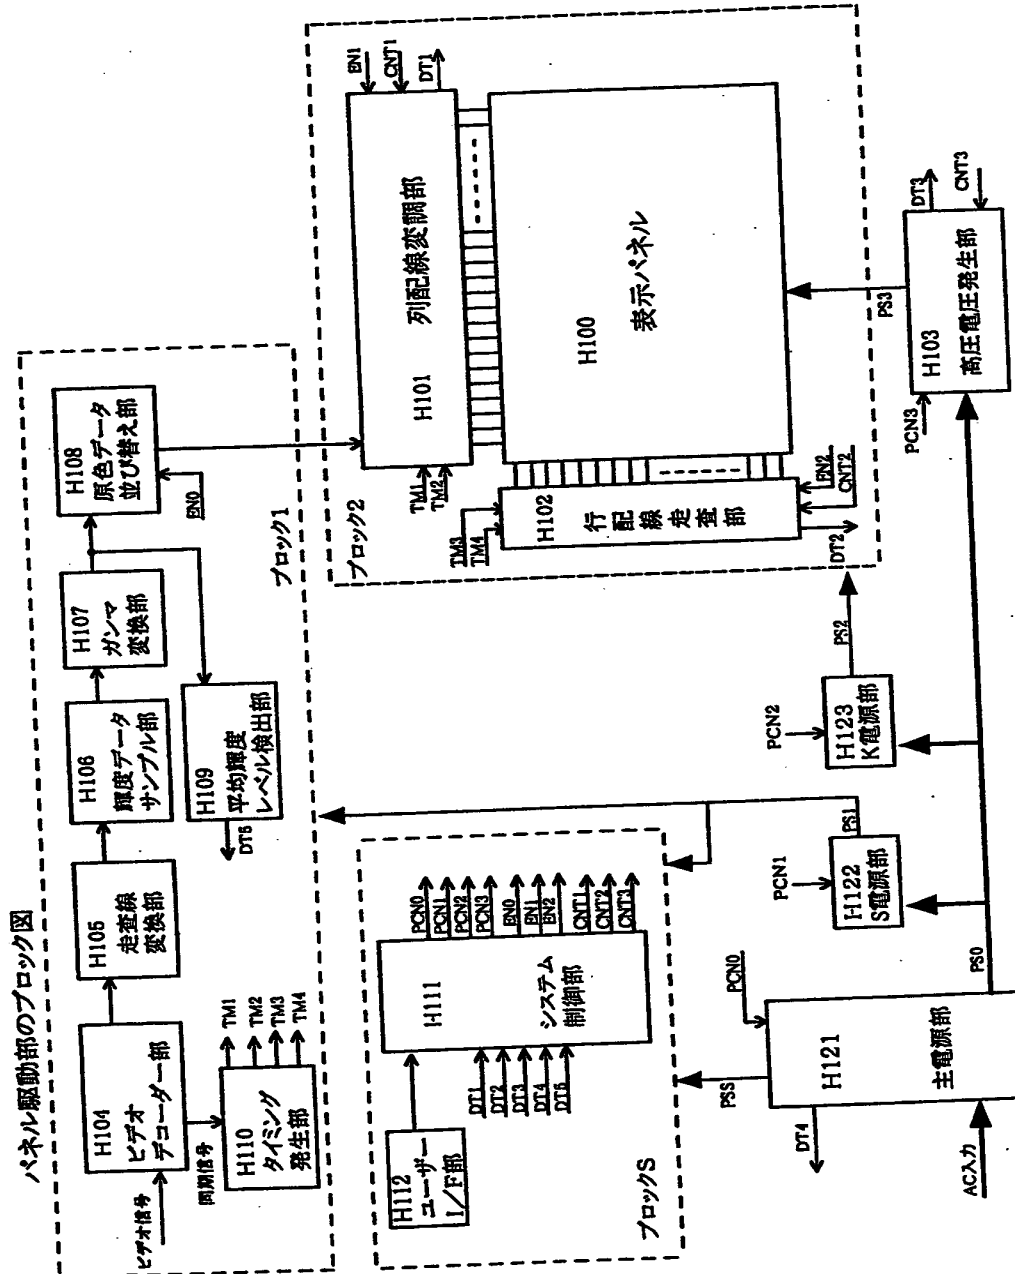 パネル駆動部のブロック図
ビデオ信号
H104
ビデオ
デコーダー部
同期信号
H110
タイミング
発生部
TM1
TM2
TM3
TM4
H105
走査線
変換部
H106
輝度データ
サンプル部
H107
ガンマ
変換部
H108
原色データ
並び替え部
EN0
H109
平均輝度
レベル検出部
DT5
ブロック1
ブロック2
H101
列配線変調部
EN1
CNT1
DT1
TM1
TM2
TM3
TM4
H102
行配線走査部
EN2
CNT2
DT2
H100
表示パネル
H112
ユーザー
I/F部
DT1
DT2
DT3
DT4
DT5
H111
システム
制御部
PCN0
PCN1
PCN2
PCN3
EN0
EN1
EN2
CNT1
CNT2
CNT3
ブロックS
PSS
DT4
AC入力
H121
主電源部
PCN0
PS0
PCN1
H122
S電源部
PS1
PCN2
H123
K電源部
PS2
PCN3
H103
高圧電圧発生部
PS3
DT3
CNT3